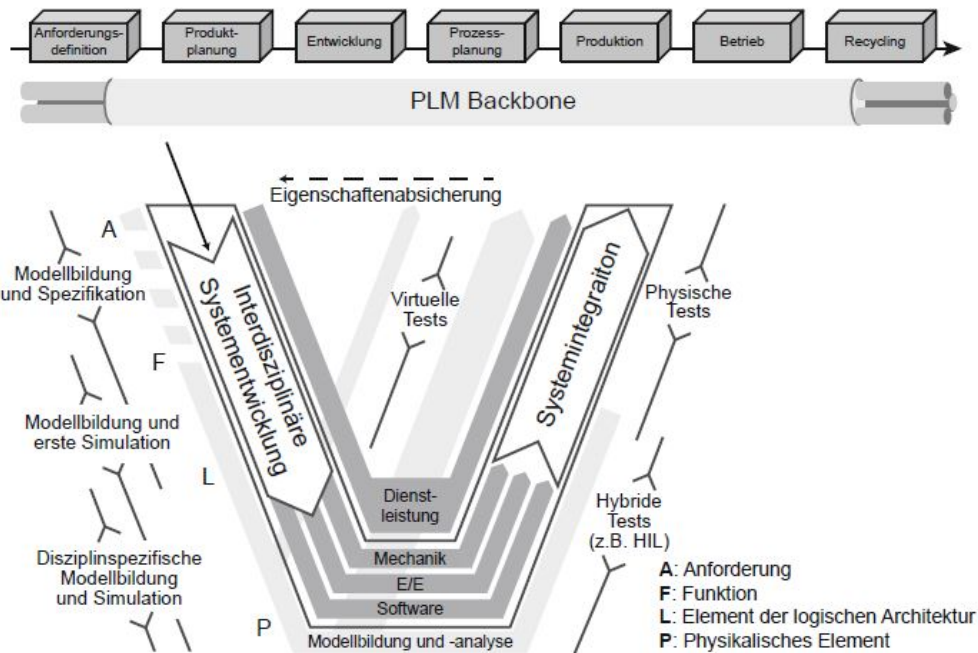 Anforderungs-
definition
Produkt-
planung
Entwicklung
Prozess-
planung
Produktion
Betrieb
Recycling
PLM Backbone
Eigenschaftenabsicherung
A
Modellbildung
und Spezifikation
F
Modellbildung und
erste Simulation
L
Disziplinspezifische
Modellbildung
und Simulation
P
Interdisziplinäre
Systementwicklung
Virtuelle
Tests
Systemintegraiton
Physische
Tests
Hybride
Tests
(z.B. HIL)
Dienst-
leistung
Mechanik
E/E
Software
Modellbildung und -analyse
A: Anforderung
F: Funktion
L: Element der logischen Architektur
P: Physikalisches Element